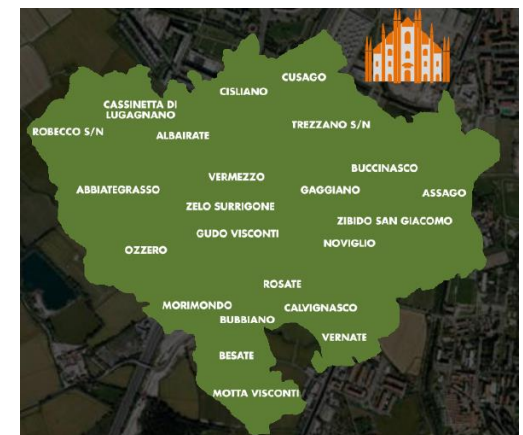 CUSAGO
CISLIANO
CASSINETTA DI
LUGAGNANO
ROBECCO S/N
ALBAIRATE
TREZZANO S/N
BUCCINASCO
VERMEZZO
ABBIATEGRASSO
GAGGIANO
ASSAGO
ZELO SURRIGONE
ZIBIDO SAN GIACOMO
GUDO VISCONTI
NOVIGLIO
OZZERO
ROSATE
MORIMONDO
CALVIGNASCO
BUBBIANO
VERNATE
BESATE
MOTTA VISCONTI